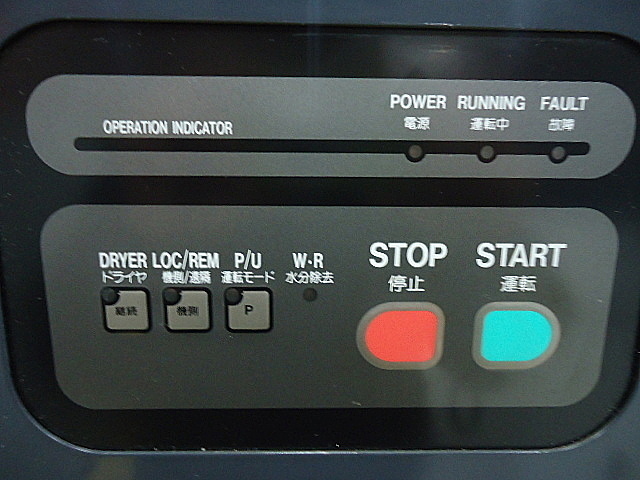 POWER RUNNING FAULT
電源 運転中 故障
OPERATION INDICATOR
STOP START
停止 運転
DRYER LOC/REM P/U W·R
ドライヤ 機側/遠隔 運転モード 水分除去
継続 機側 P